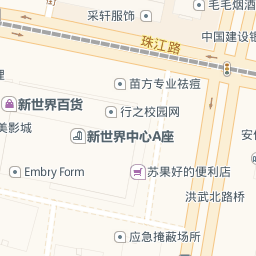 毛毛烟酒
采轩服饰
中国建设银
珠江路
理
苗方专业祛痘
新世界百货
行之校园网
美影城
新世界中心A座
安
Embry Form
苏果好的便利店
洪武北路桥
应急掩蔽场所